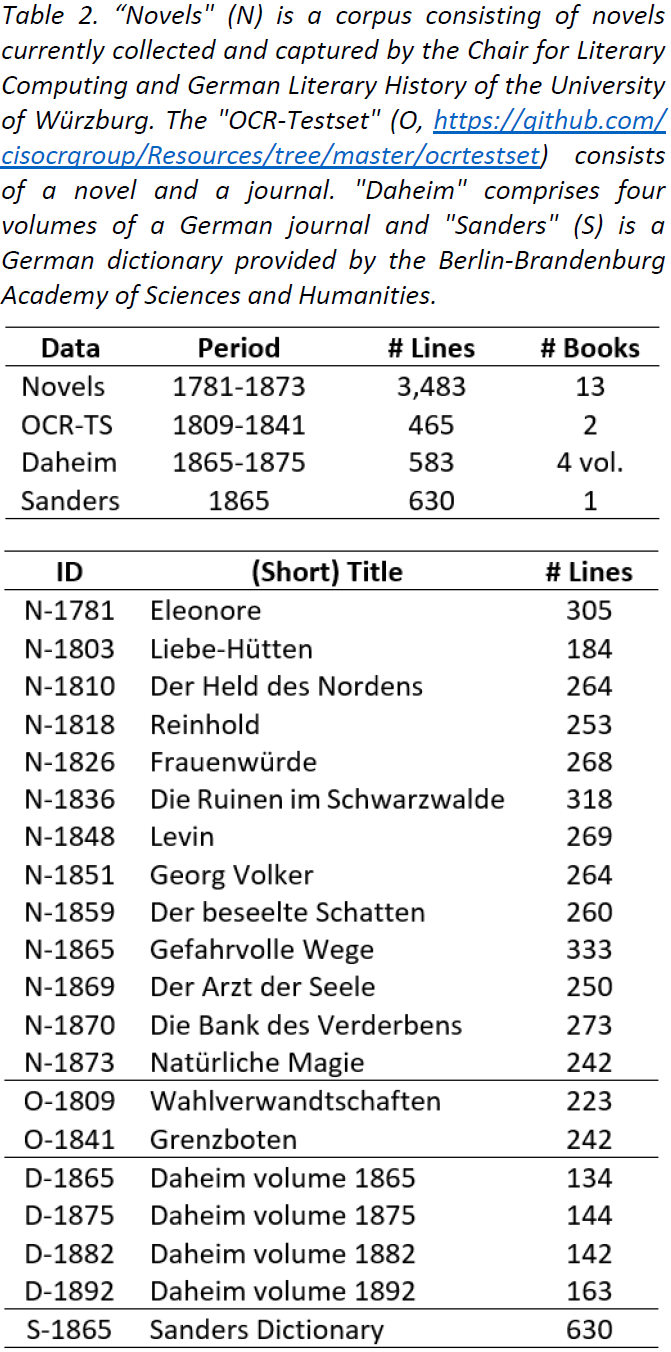 Table 2. “Novels" (N) is a corpus consisting of novels
currently collected and captured by the Chair for Literary
Computing and German Literary History of the University
of Würzburg. The "OCR-Testset" (O, https://github.com/
cisocrgroup/Resources/tree/master/ocrtestset) consists
of a novel and a journal. "Daheim" comprises four
volumes of a German journal and "Sanders" (S) is a
German dictionary provided by the Berlin-Brandenburg
Academy of Sciences and Humanities.
Data Period # Lines # Books
Novels 1781-1873 3,483 13
OCR-TS 1809-1841 465 2
Daheim 1865-1875 583 4 vol.
Sanders 1865 630 1
ID (Short) Title # Lines
N-1781 Eleonore 305
N-1803 Liebe-Hütten 184
N-1810 Der Held des Nordens 264
N-1818 Reinhold 253
N-1826 Frauenwürde 268
N-1836 Die Ruinen im Schwarzwalde 318
N-1848 Levin 269
N-1851 Georg Volker 264
N-1859 Der beseelte Schatten 260
N-1865 Gefahrvolle Wege 333
N-1869 Der Arzt der Seele 250
N-1870 Die Bank des Verderbens 273
N-1873 Natürliche Magie 242
O-1809 Wahlverwandtschaften 223
O-1841 Grenzboten 242
D-1865 Daheim volume 1865 134
D-1875 Daheim volume 1875 144
D-1882 Daheim volume 1882 142
D-1892 Daheim volume 1892 163
S-1865 Sanders Dictionary 630